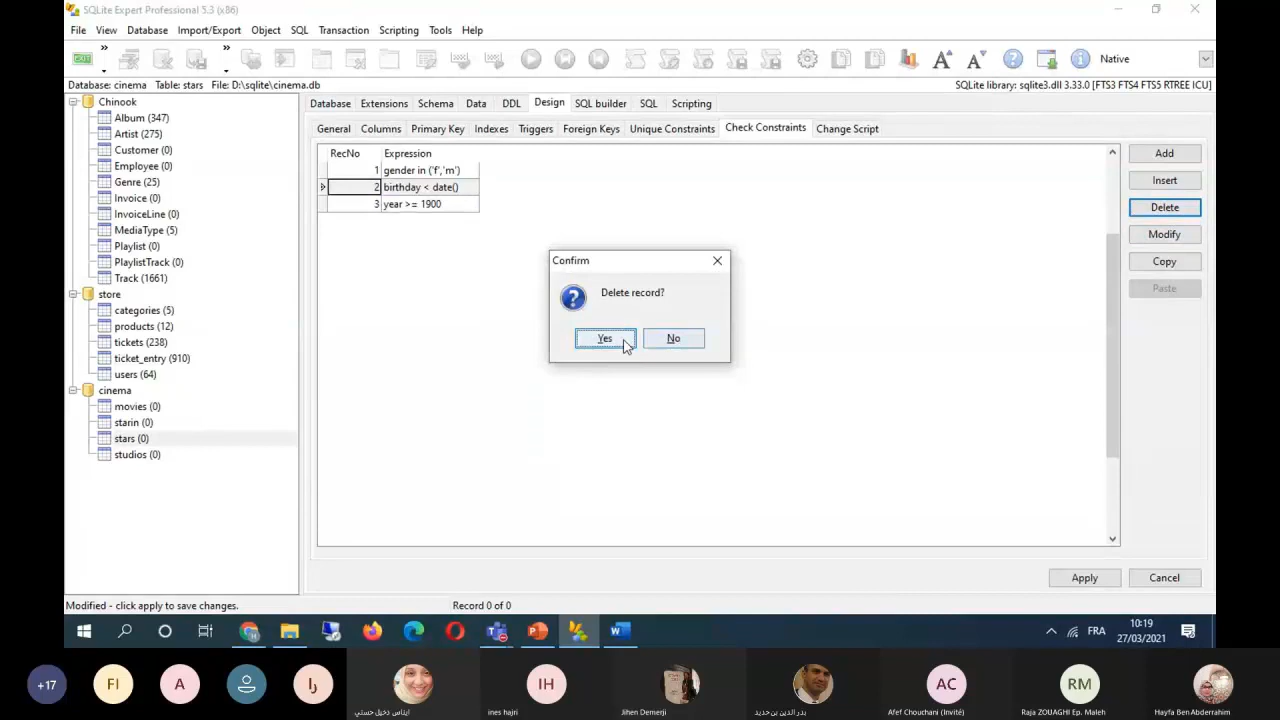 SQLite Expert Professional 5.3 (x86)
File View Database Import/Export Object SQL Transaction Scripting Tools Help
Native
Database: cinema Table: stars File: D:\sqlite\cinema.db
SQLite library: sqlite3.dll 3.33.0 [FTS3 FTS4 FTS5 RTREE ICU]
Chinook
Album (347)
Artist (275)
Customer (0)
Employee (0)
Genre (25)
Invoice (0)
InvoiceLine (0)
MediaType (5)
Playlist (0)
PlaylistTrack (0)
Track (1661)
store
categories (5)
products (12)
tickets (238)
ticket_entry (910)
users (64)
cinema
movies (0)
starin (0)
stars (0)
studios (0)
Database Extensions Schema Data DDL Design SQL builder SQL Scripting
General Columns Primary Key Indexes Triggers Foreign Keys Unique Constraints Check Constraints Change Script
RecNo Expression
1 gender in ('f','m')
2 birthday < date()
3 year >= 1900
Add
Insert
Delete
Modify
Copy
Paste
Confirm
Delete record?
Yes No
Apply Cancel
Modified - click apply to save changes.
Record 0 of 0
FRA
10:19
27/03/2021
+17
FI
A
را
IH
AC
RM
ايناس دخيل حسني
ines hajri
Jihen Demerji
بدر الدين بن حديد
Afef Chouchani (Invité)
Raja ZOUAGHI Ep. Maleh
Hayfa Ben Abderrahim